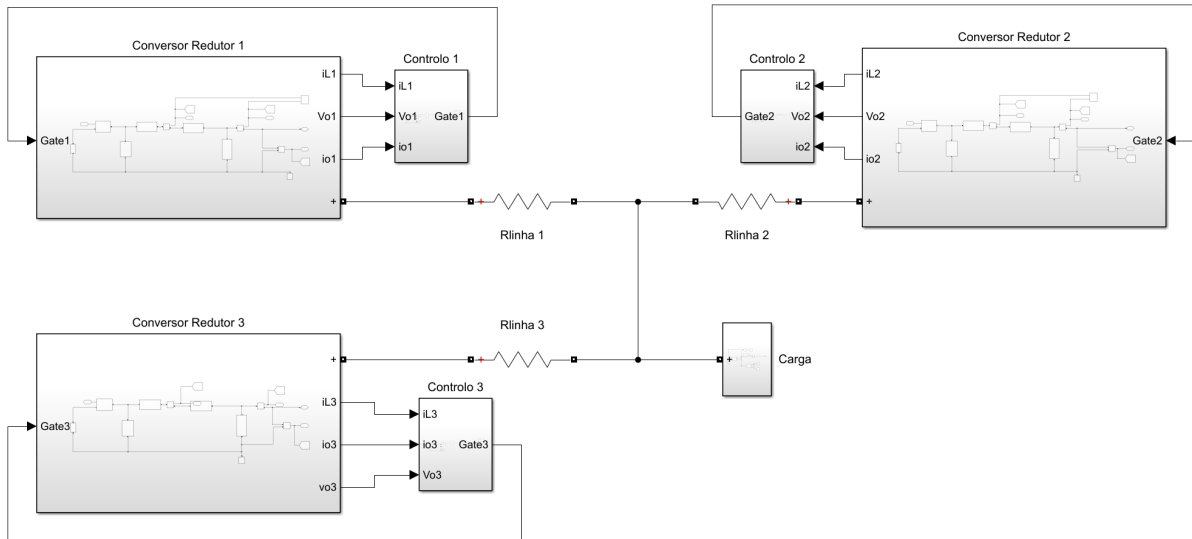 Conversor Redutor 1
iL1
Vo1
io1
Gate1
+
Controlo 1
iL1
Vo1
Gate1
io1
Controlo 2
iL2
Gate2
Vo2
io2
Conversor Redutor 2
iL2
Vo2
io2
Gate2
+
+
Rlinha 1
+
Rlinha 2
Conversor Redutor 3
+
Gate3
iL3
io3
vo3
+
Rlinha 3
Controlo 3
iL3
io3
Gate3
Vo3
+
Carga